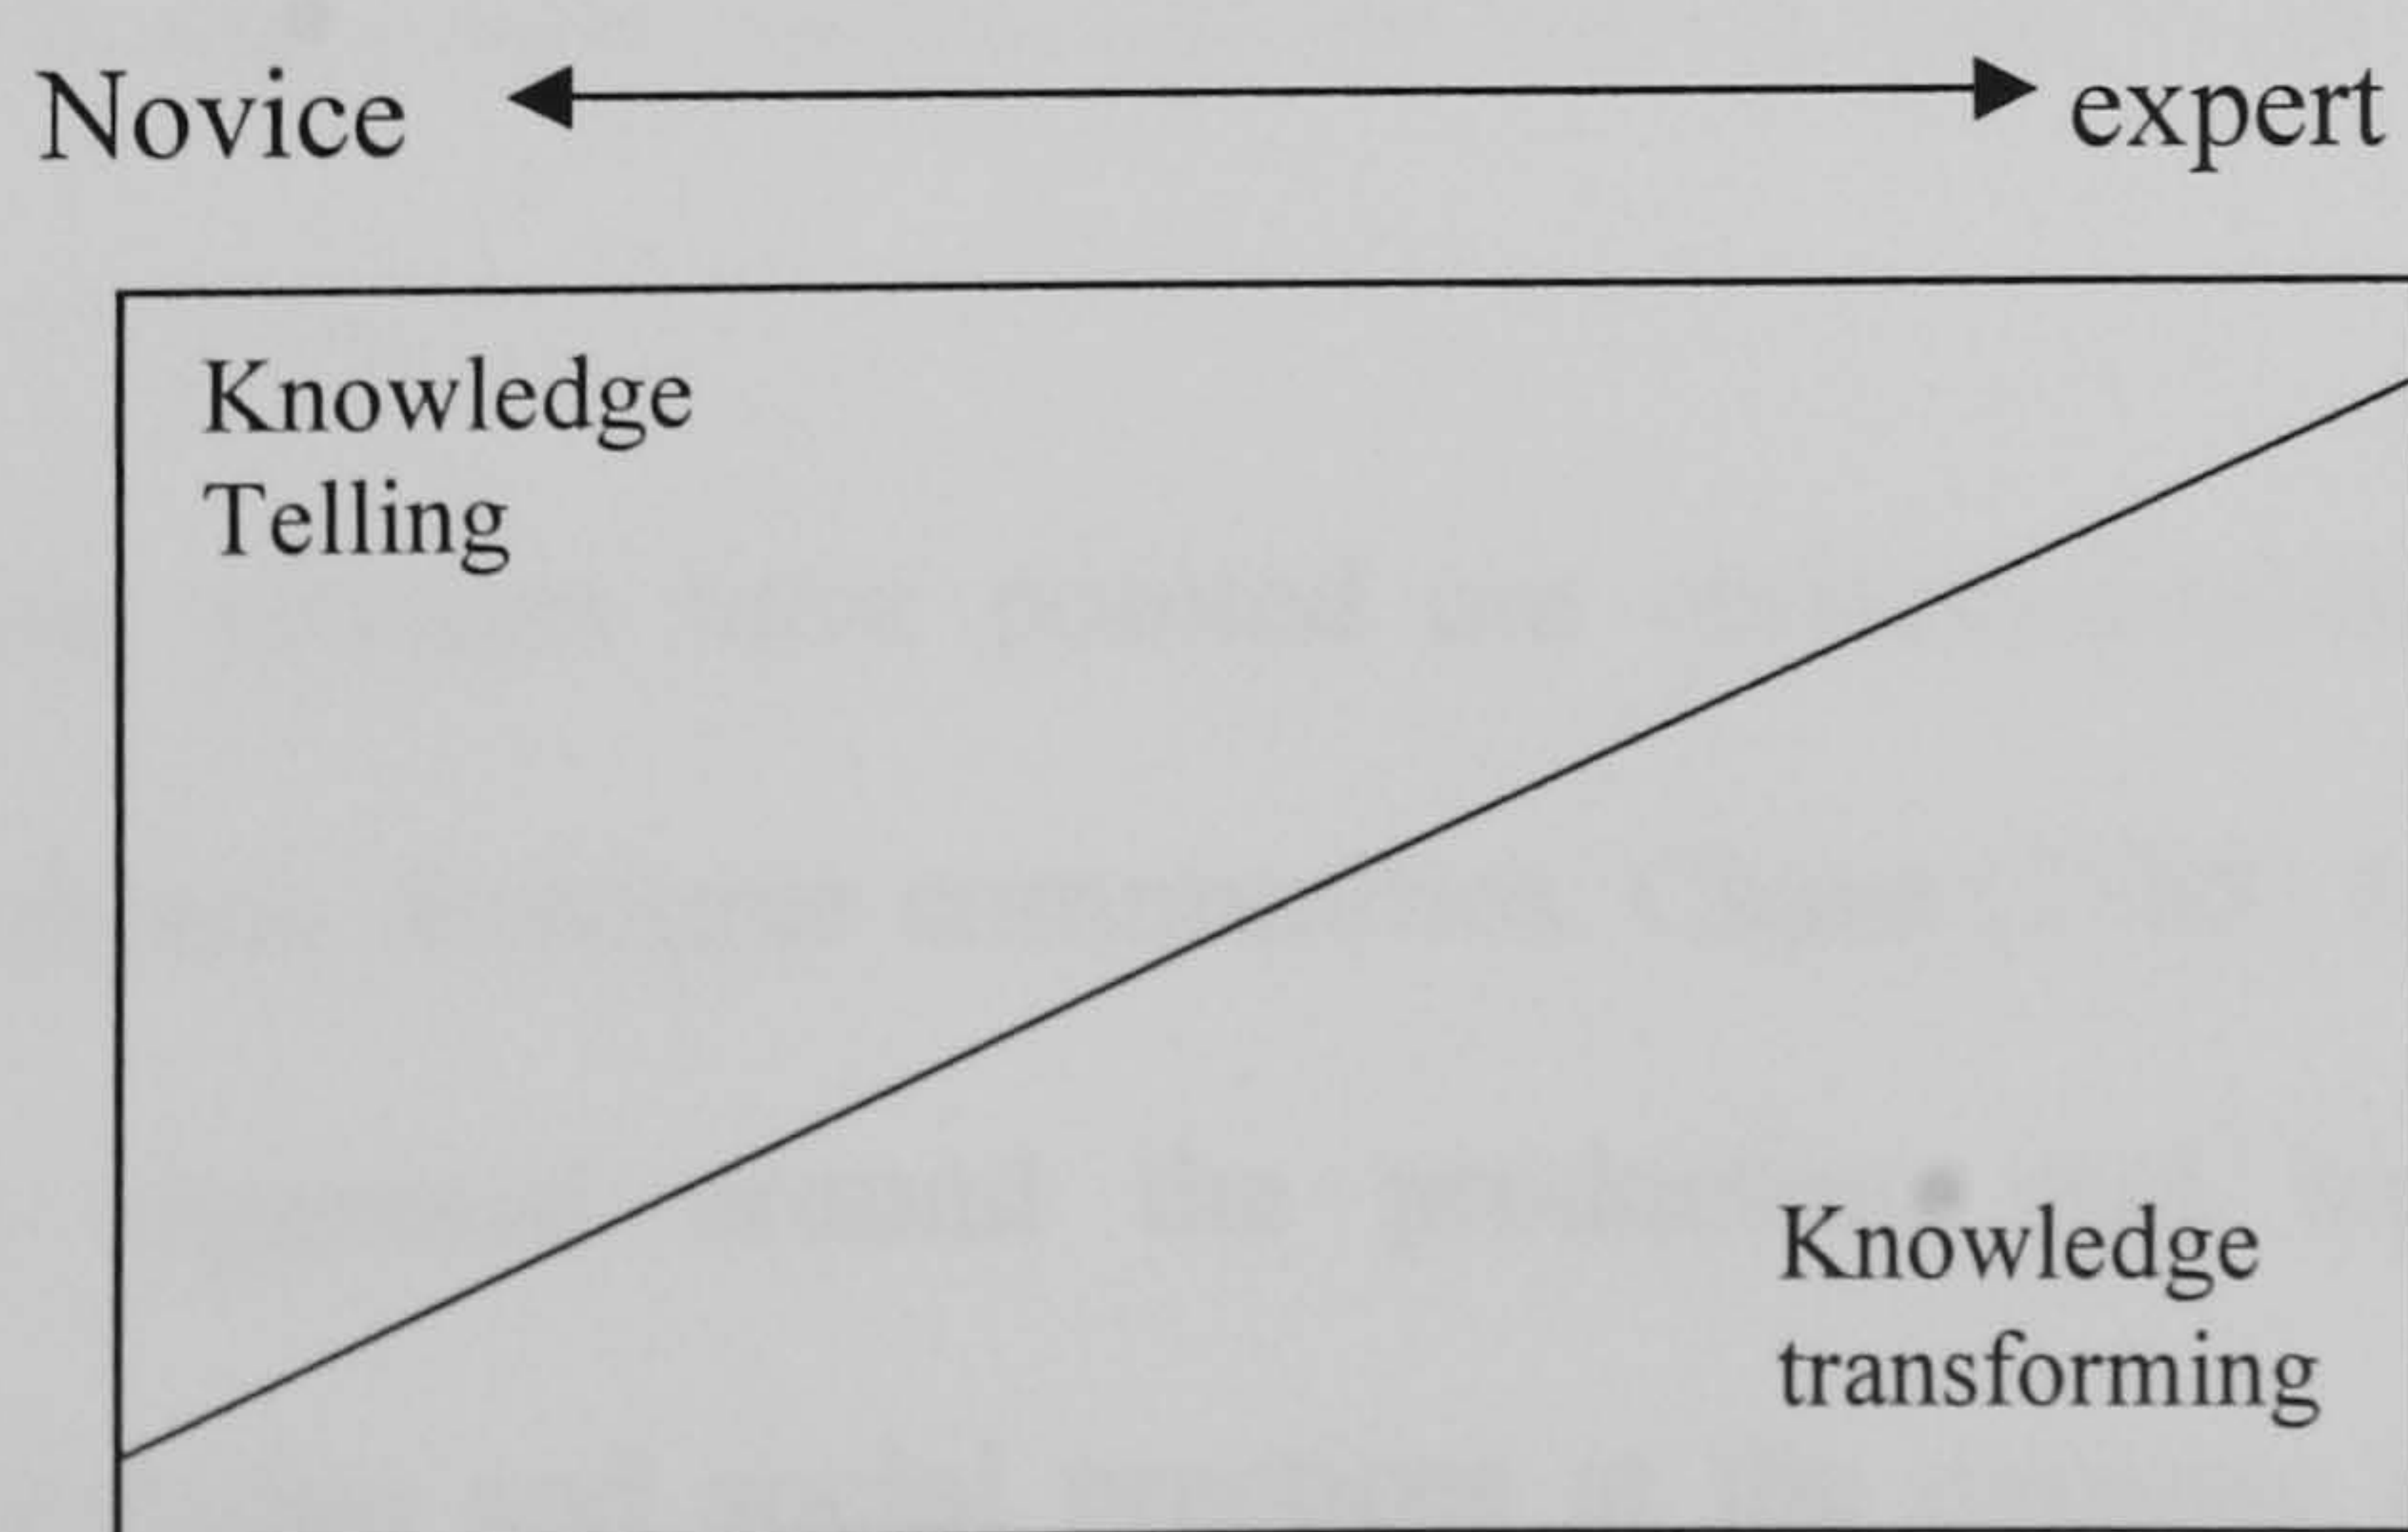 Novice expert
Knowledge
Telling
Knowledge
transforming